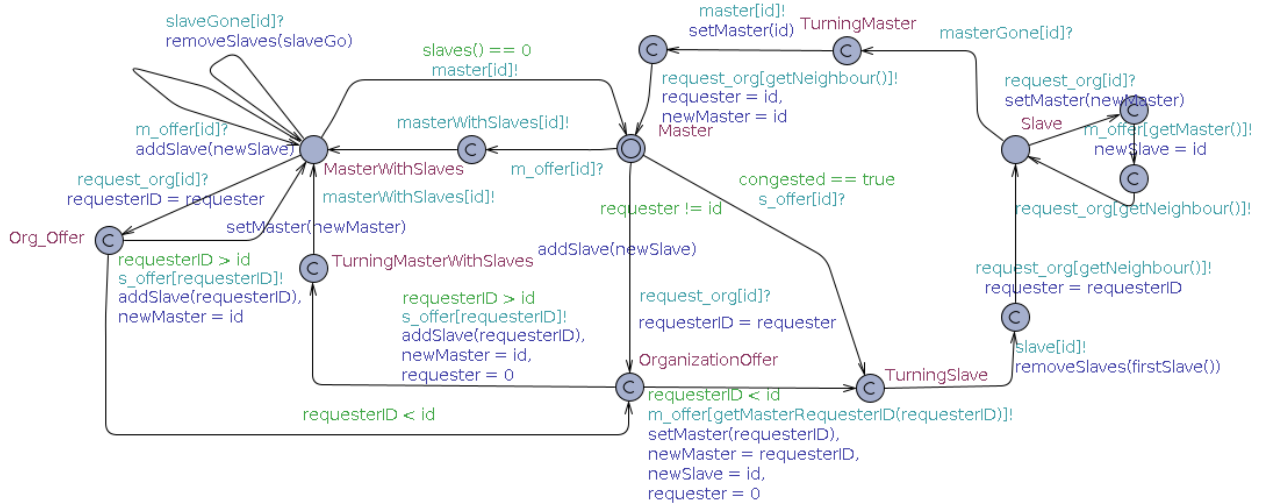 slaveGone[id]?
removeSlaves(slaveGo)
slaves() == 0
master[id]!
master[id]!
setMaster(id)
TurningMaster
masterGone[id]?
request_org[getNeighbour()]!
requester = id,
newMaster = id
Master
request_org[id]?
setMaster(newMaster)
Slave
m_offer[getMaster()]!
newSlave = id
request_org[getNeighbour()]!
m_offer[id]?
addSlave(newSlave)
masterWithSlaves[id]!
m_offer[id]?
MasterWithSlaves
masterWithSlaves[id]!
request_org[id]?
requesterID = requester
setMaster(newMaster)
congested == true
s_offer[id]?
requester != id
addSlave(newSlave)
Org_Offer
C
requesterID > id
s_offer[requesterID]!
addSlave(requesterID),
newMaster = id
TurningMasterWithSlaves
requesterID > id
s_offer[requesterID]!
addSlave(requesterID),
newMaster = id,
requester = 0
request_org[id]?
requesterID = requester
request_org[getNeighbour()]!
requester = requesterID
OrganizationOffer
TurningSlave
slave[id]!
removeSlaves(firstSlave())
requesterID < id
requesterID < id
m_offer[getMasterRequesterID(requesterID)]!
setMaster(requesterID),
newMaster = requesterID,
newSlave = id,
requester = 0
C
C
C
C
C
C
C
C
C